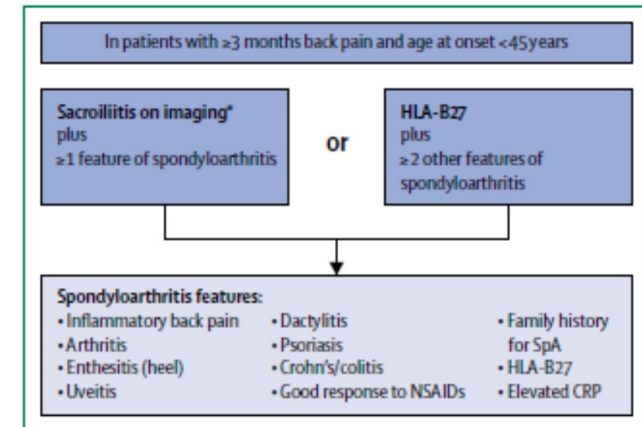 In patients with ≥3 months back pain and age at onset <45 years
Sacroiliitis on imaging*
plus
≥1 feature of spondyloarthritis
or
HLA-B27
plus
≥2 other features of
spondyloarthritis
Spondyloarthritis features:
• Inflammatory back pain
• Arthritis
• Enthesitis (heel)
• Uveitis
• Dactylitis
• Psoriasis
• Crohn's/colitis
• Good response to NSAIDs
• Family history
for SpA
• HLA-B27
• Elevated CRP